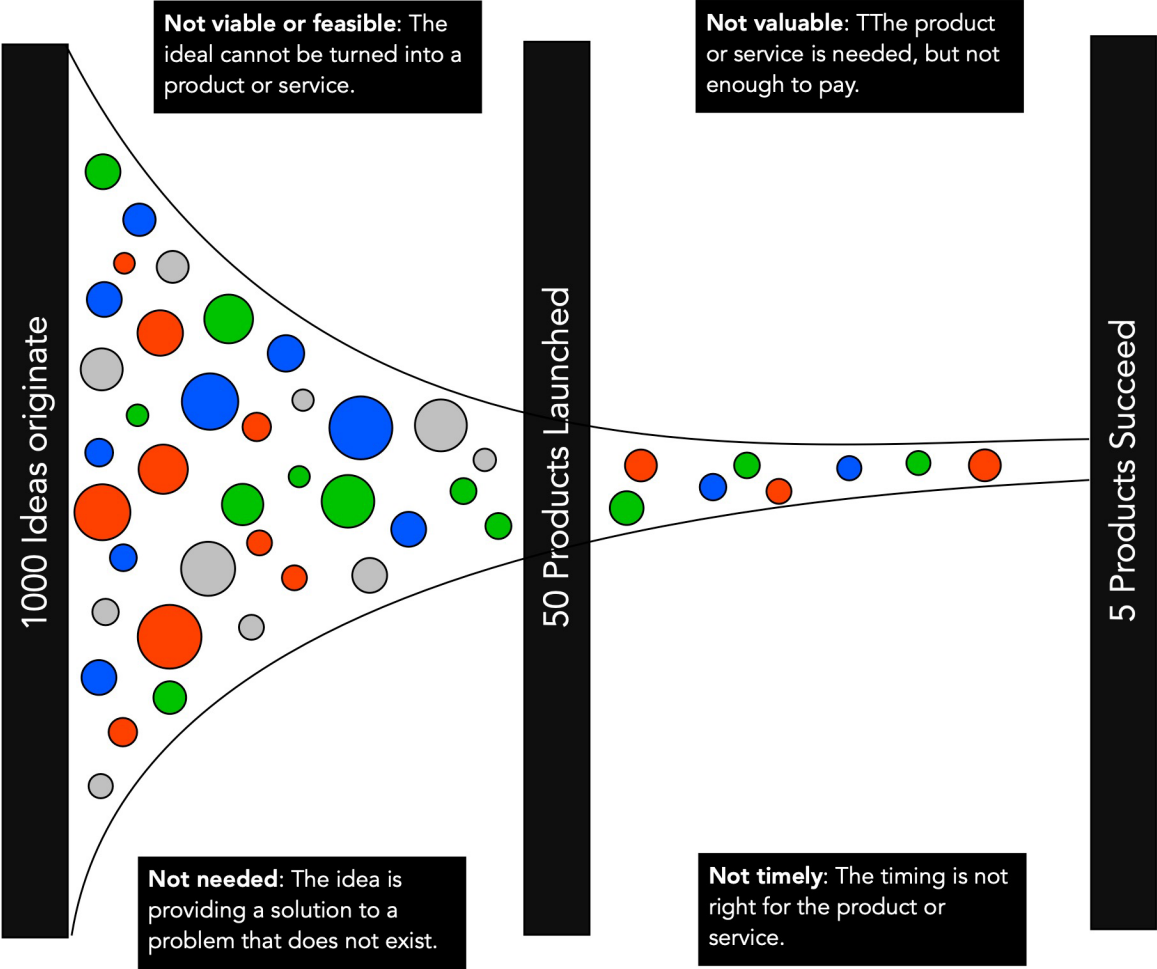 Not viable or feasible: The
ideal cannot be turned into a
product or service.
Not valuable: TThe product
or service is needed, but not
enough to pay.
1000 Ideas originate
50 Products Launched
5 Products Succeed
Not needed: The idea is
providing a solution to a
problem that does not exist.
Not timely: The timing is not
right for the product or
service.